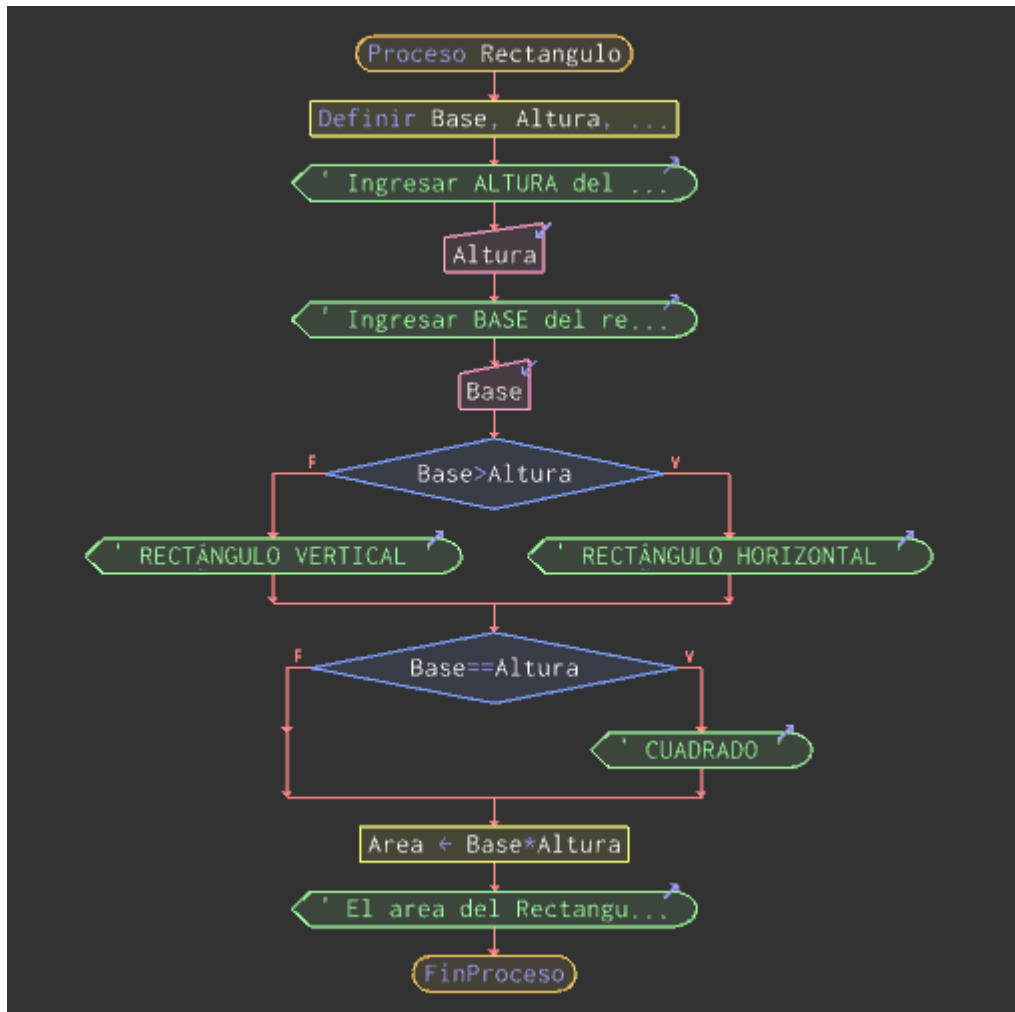 Proceso Rectangulo
Definir Base, Altura, ...
' Ingresar ALTURA del ...
Altura
' Ingresar BASE del re...
Base
Base>Altura
F
V
' RECTÁNGULO VERTICAL '
' RECTÁNGULO HORIZONTAL '
Base==Altura
F
V
' CUADRADO '
Area ← Base*Altura
' El area del Rectangu...
FinProceso